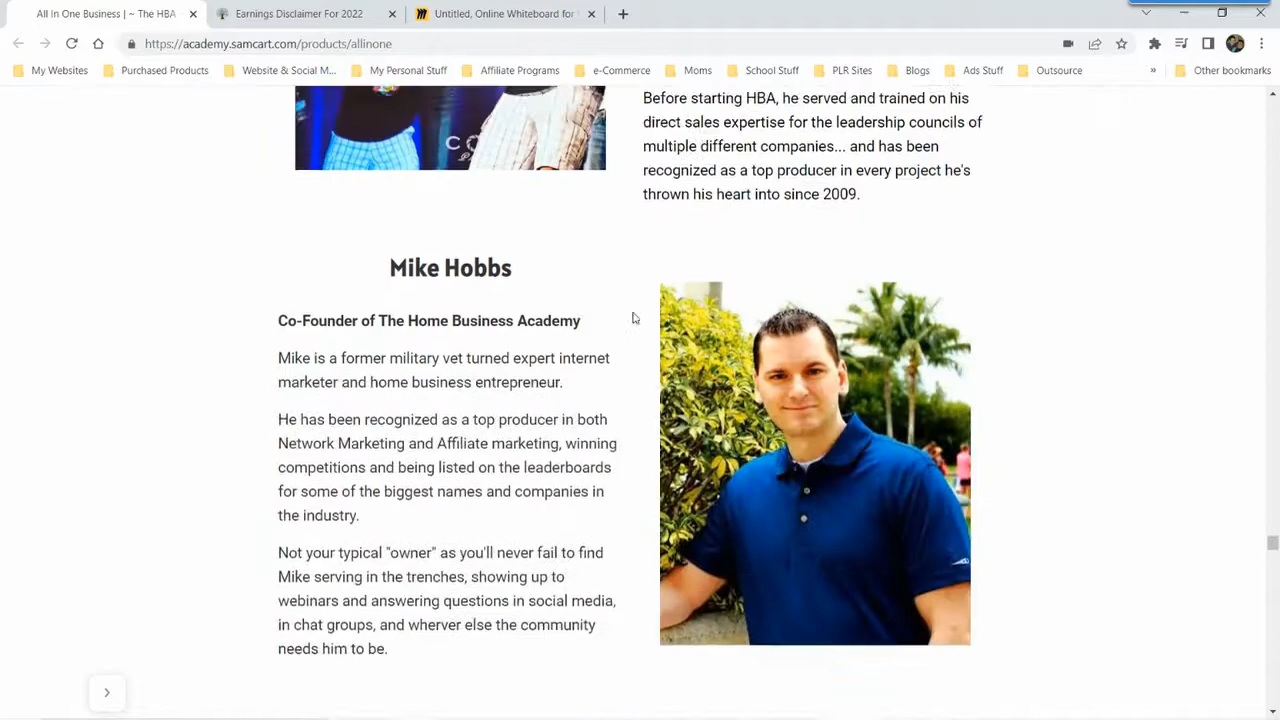 All In One Business | ~ The HBA
Earnings Disclaimer For 2022
Untitled, Online Whiteboard for
https://academy.samcart.com/products/allinone
My Websites
Purchased Products
Website & Social M...
My Personal Stuff
Affiliate Programs
e-Commerce
Moms
School Stuff
PLR Sites
Blogs
Ads Stuff
Outsource
»
Other bookmarks
CO
Before starting HBA, he served and trained on his
direct sales expertise for the leadership councils of
multiple different companies... and has been
recognized as a top producer in every project he's
thrown his heart into since 2009.
Mike Hobbs
Co-Founder of The Home Business Academy
Mike is a former military vet turned expert internet
marketer and home business entrepreneur.
He has been recognized as a top producer in both
Network Marketing and Affiliate marketing, winning
competitions and being listed on the leaderboards
for some of the biggest names and companies in
the industry.
Not your typical "owner" as you'll never fail to find
Mike serving in the trenches, showing up to
webinars and answering questions in social media,
in chat groups, and wherver else the community
needs him to be.